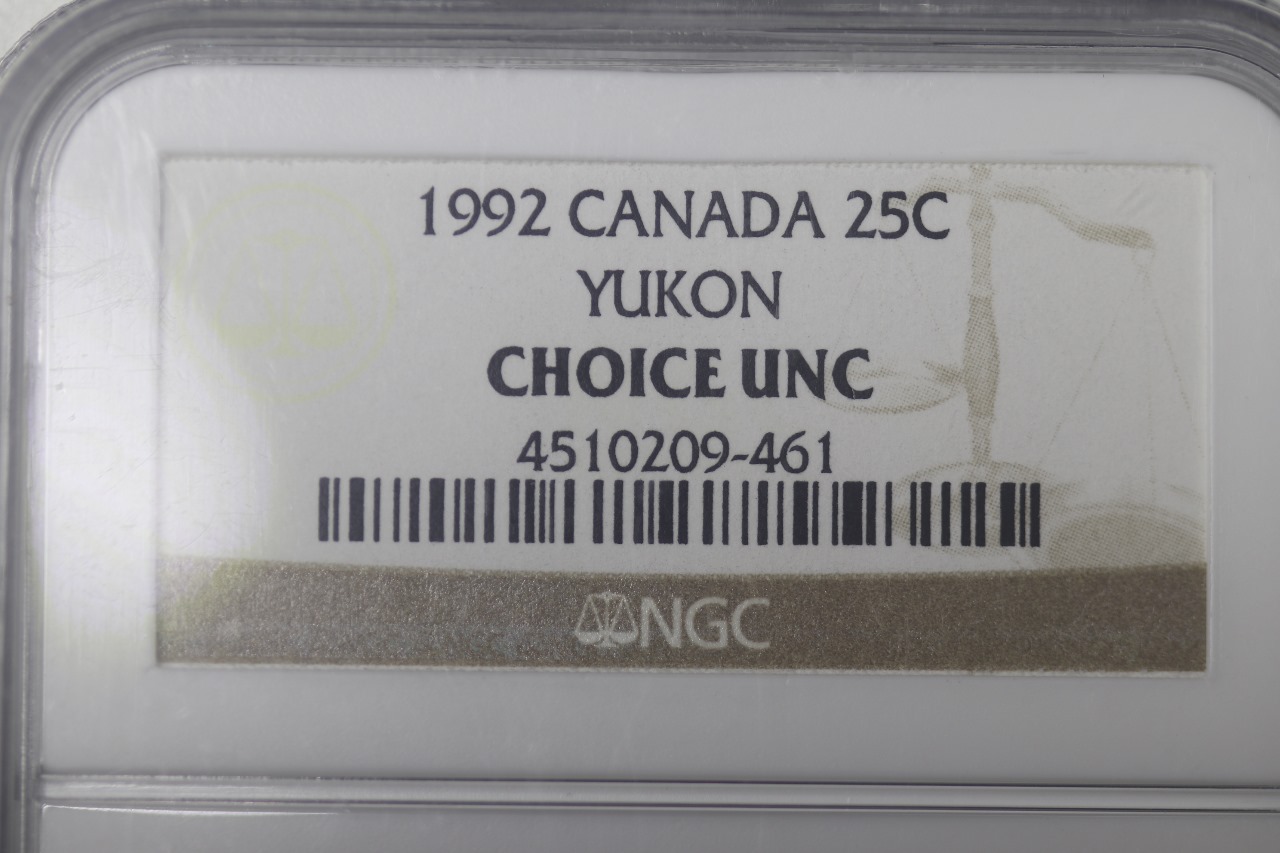 1992 CANADA 25C
YUKON
CHOICE UNC
4510209-461
NGC